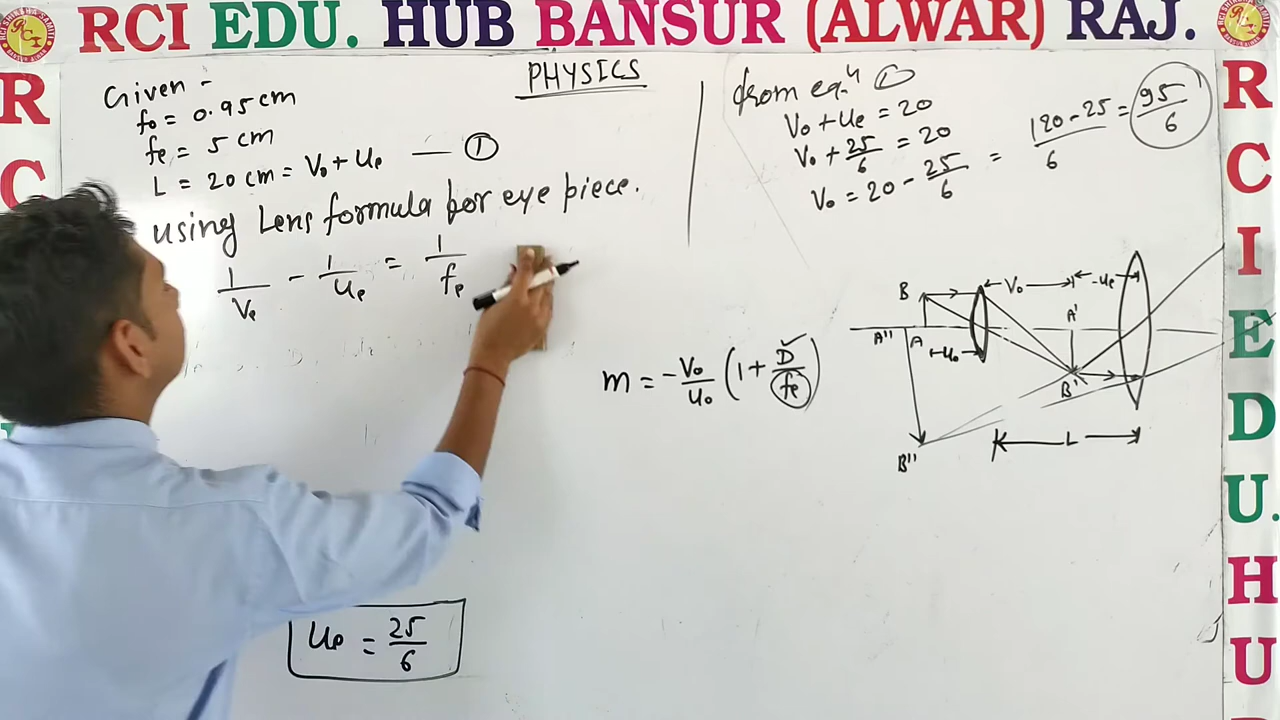 RCI EDU. HUB BANSUR (ALWAR) RAJ.
R
C
I
E
D
U.
H
U
R
C
PHYSICS
Given -
fo = 0.95 cm
fe = 5 cm
L = 20 cm = Vo + Ue — ①
using Lens formula for eye piece.
1/Ve - 1/Ue = 1/fe
Ue = 25/6
from eqⁿ ①
Vo + Ue = 20
Vo + 25/6 = 20
Vo = 20 - 25/6 = 120 - 25/6 = 95/6
m = -Vo/Uo (1 + D/fe)
B
Vo
-Ue
A'
A''
A
-Uo
B'
L
B''